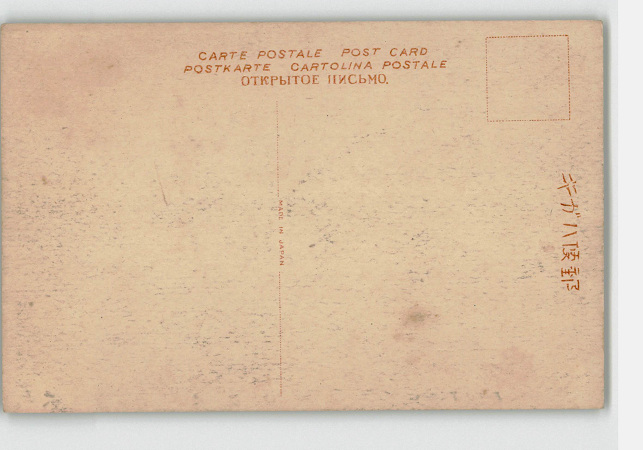 CARTE POSTALE POST CARD
POSTKARTE CARTOLINA POSTALE
ОТКРЫТОЕ ПИСЬМО.
MADE IN JAPAN
郵便ハガキ